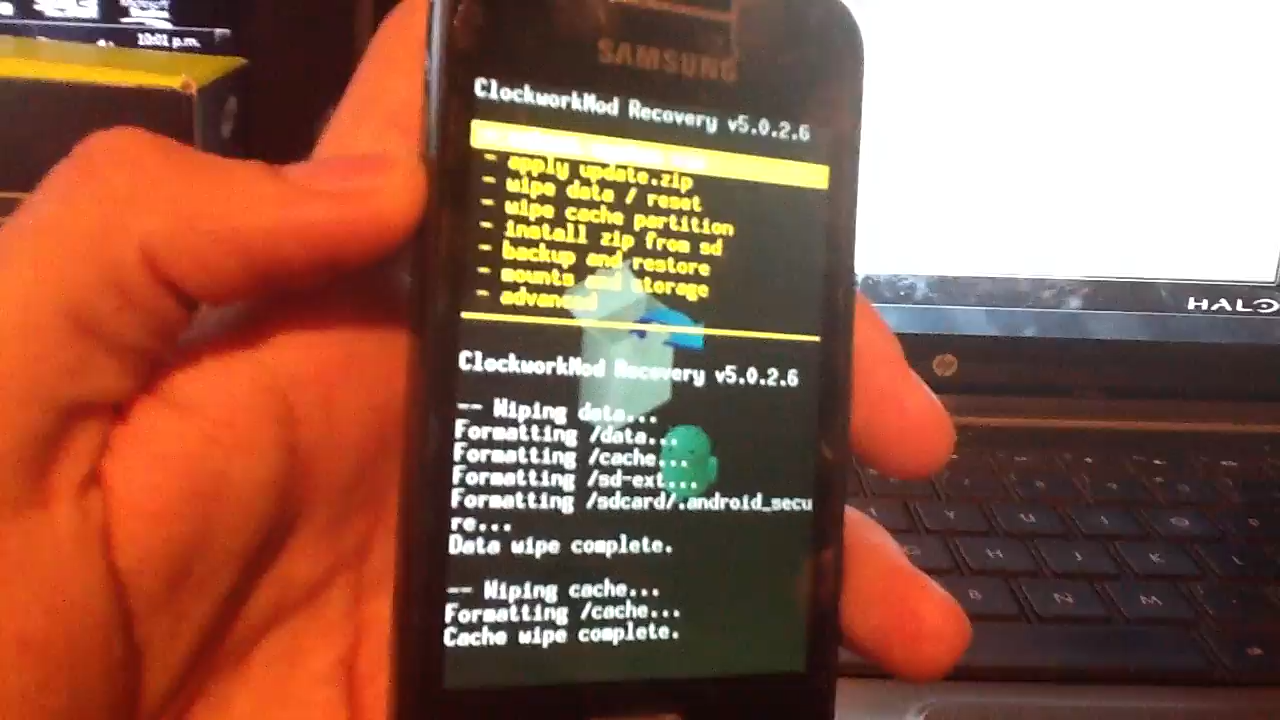 10:01 p.m.
SAMSUNG
ClockworkMod Recovery v5.0.2.6
- apply update.zip
- wipe data / reset
- wipe cache partition
- install zip from sd
- backup and restore
- mounts and storage
- advanced
ClockworkMod Recovery v5.0.2.6
-- Wiping data...
Formatting /data...
Formatting /cache...
Formatting /sd-ext...
Formatting /sdcard/.android_secu
re...
Data wipe complete.
-- Wiping cache...
Formatting /cache...
Cache wipe complete.
HALO
hp
Y
U
I
O
H
J
K
L
B
N
M